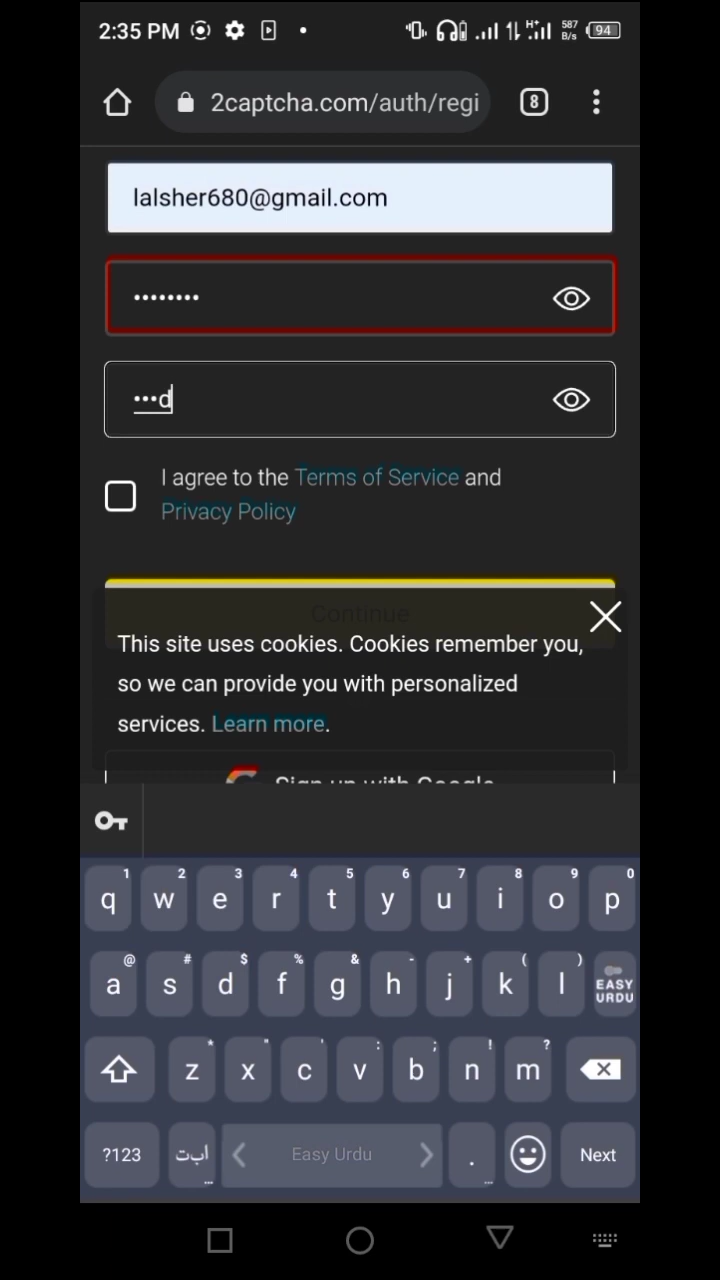 2:35 PM
H+
587
B/s
94
2captcha.com/auth/regi
8
lalsher680@gmail.com
••••••••
•••d
I agree to the Terms of Service and
Privacy Policy
Continue
This site uses cookies. Cookies remember you,
so we can provide you with personalized
services. Learn more.
Sign up with Google
1 2 3 4 5 6 7 8 9 0
q w e r t y u i o p
@ # $ % & - + ( )
a s d f g h j k l EASY
URDU
* " ' : ; ! ?
z x c v b n m
?123 ابت ... Easy Urdu . ... Next